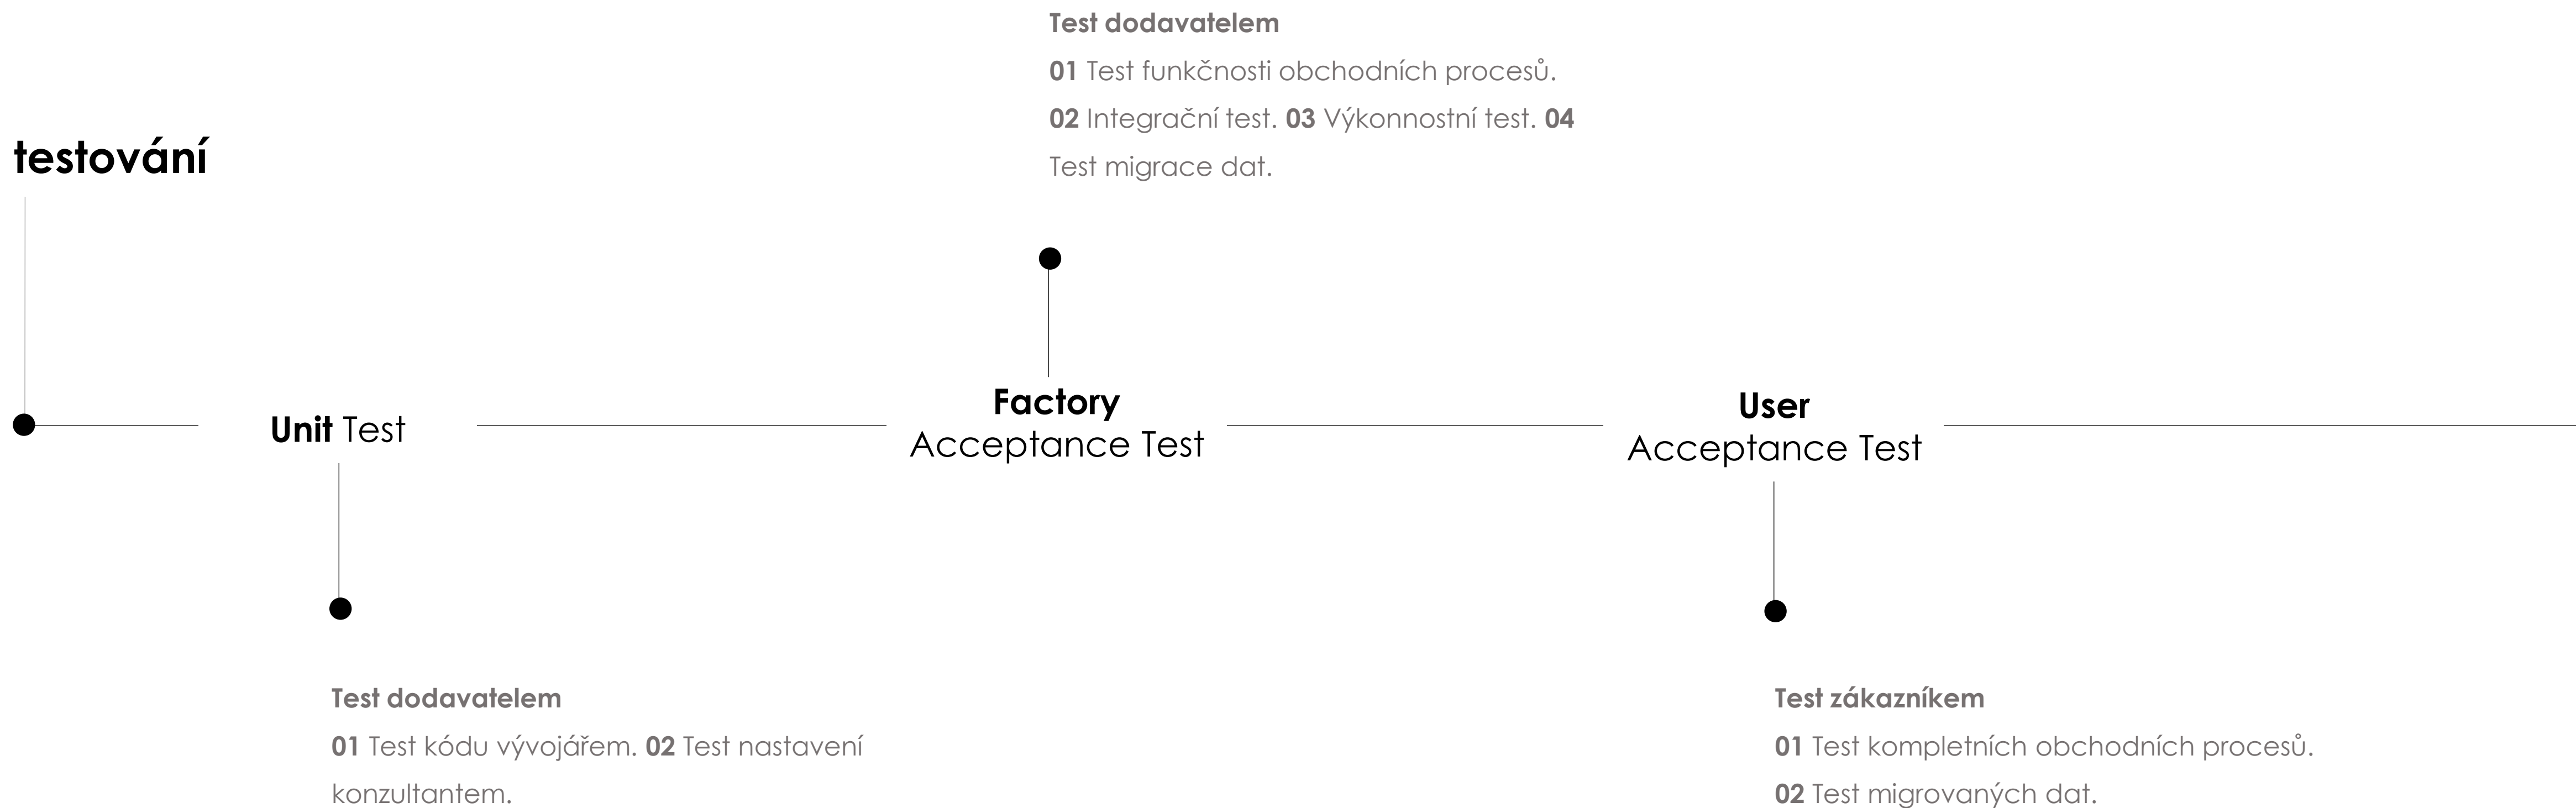 Test dodavatelem
01 Test funkčnosti obchodních procesů.
02 Integrační test. 03 Výkonnostní test. 04
Test migrace dat.
testování
Unit Test
Factory
Acceptance Test
User
Acceptance Test
Test dodavatelem
01 Test kódu vývojářem. 02 Test nastavení
konzultantem.
Test zákazníkem
01 Test kompletních obchodních procesů.
02 Test migrovaných dat.